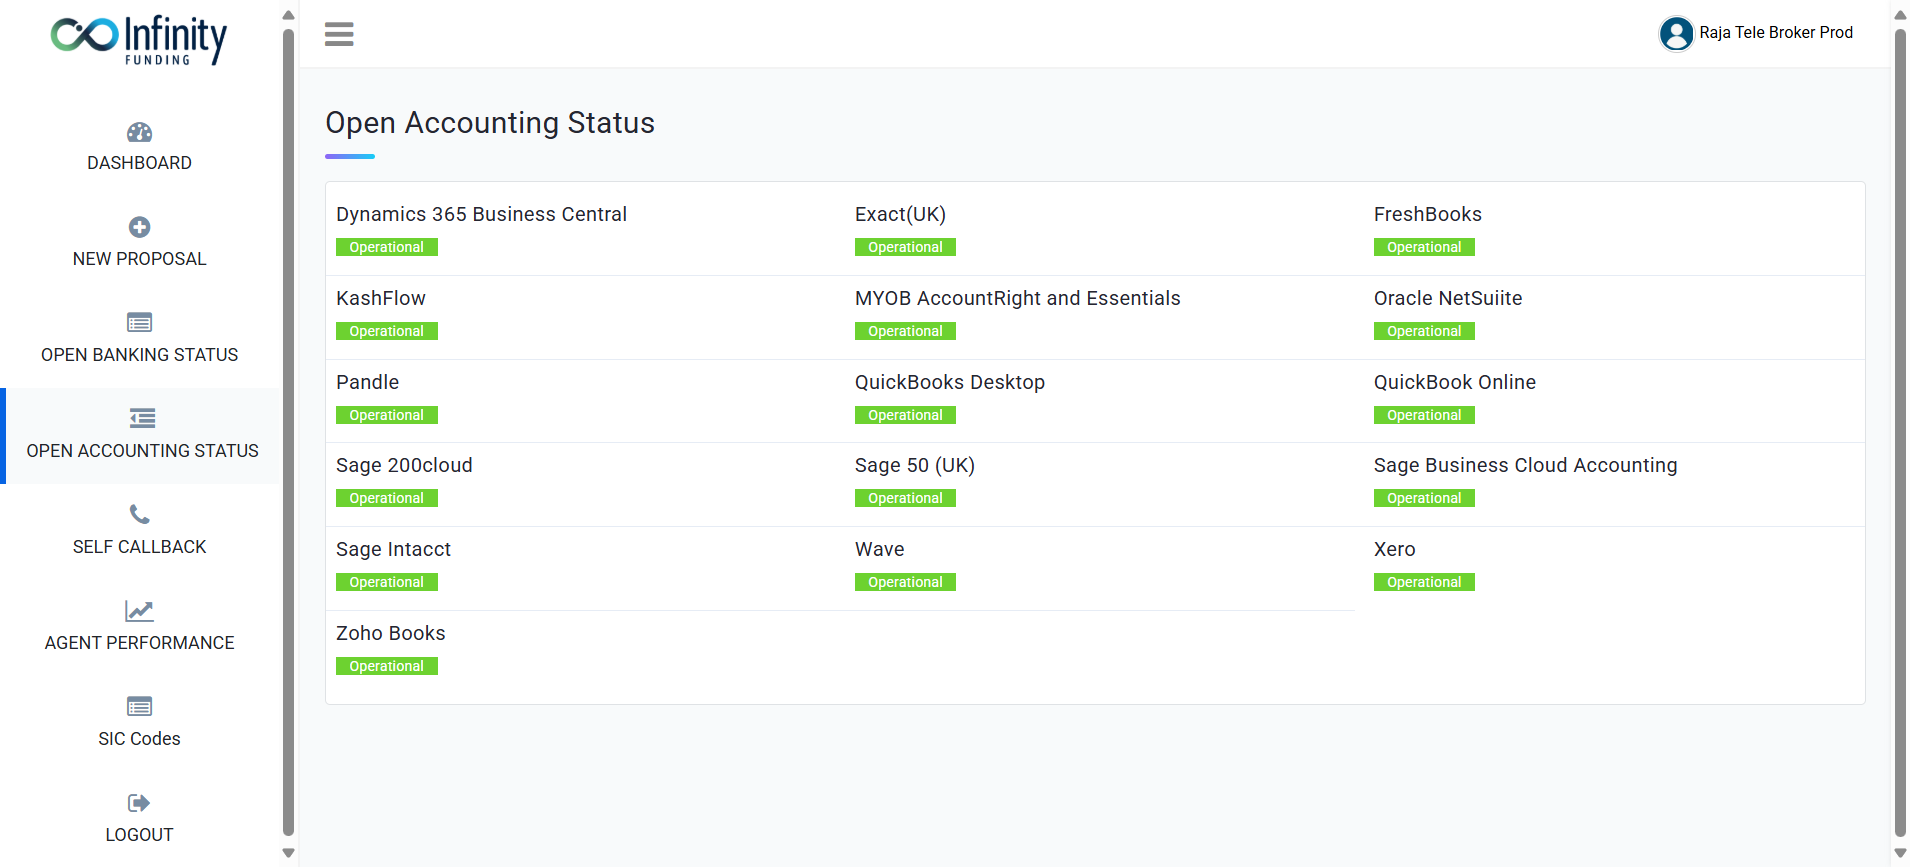 Infinity
FUNDING
DASHBOARD
NEW PROPOSAL
OPEN BANKING STATUS
OPEN ACCOUNTING STATUS
SELF CALLBACK
AGENT PERFORMANCE
SIC Codes
LOGOUT
Raja Tele Broker Prod
Open Accounting Status
Dynamics 365 Business Central
Operational
Exact(UK)
Operational
FreshBooks
Operational
KashFlow
Operational
MYOB AccountRight and Essentials
Operational
Oracle NetSuiite
Operational
Pandle
Operational
QuickBooks Desktop
Operational
QuickBook Online
Operational
Sage 200cloud
Operational
Sage 50 (UK)
Operational
Sage Business Cloud Accounting
Operational
Sage Intacct
Operational
Wave
Operational
Xero
Operational
Zoho Books
Operational